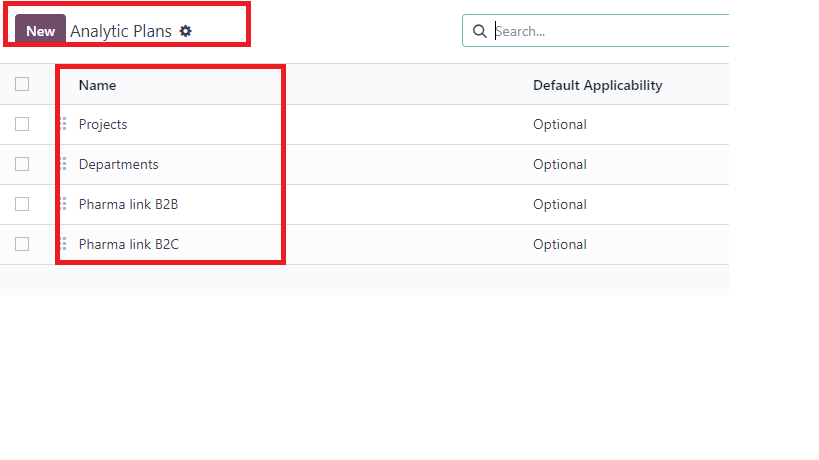 New Analytic Plans
Search...
Name Default Applicability
Projects Optional
Departments Optional
Pharma link B2B Optional
Pharma link B2C Optional